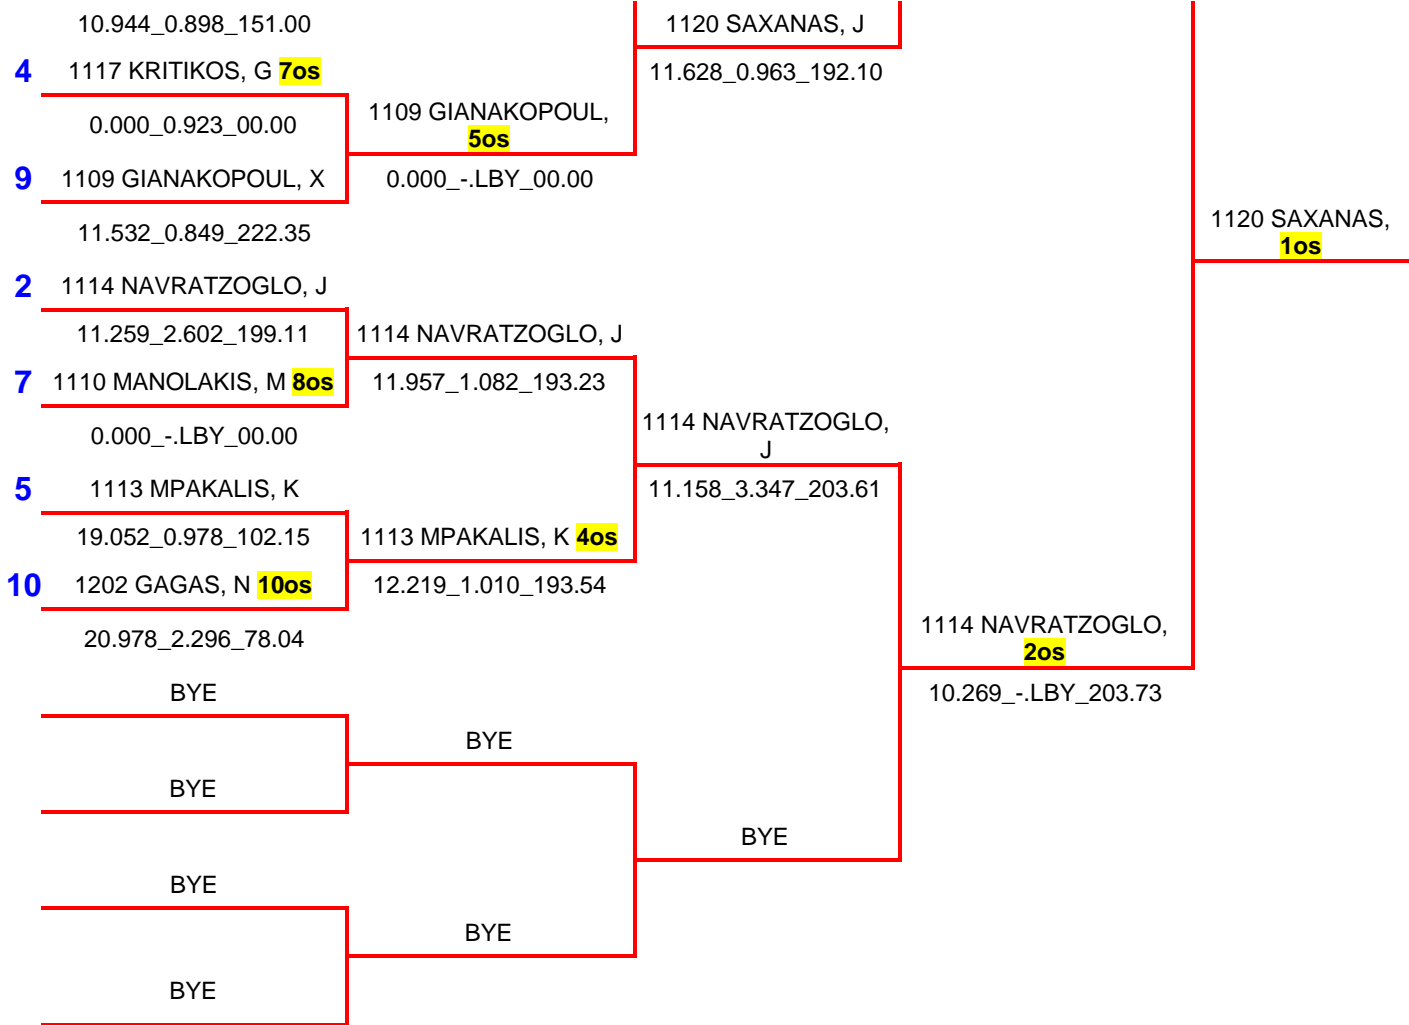 10.944_0.898_151.00
4 1117 KRITIKOS, G 7os
0.000_0.923_00.00
9 1109 GIANAKOPOUL, X
11.532_0.849_222.35
2 1114 NAVRATZOGLO, J
11.259_2.602_199.11
7 1110 MANOLAKIS, M 8os
0.000_-.LBY_00.00
5 1113 MPAKALIS, K
19.052_0.978_102.15
10 1202 GAGAS, N 10os
20.978_2.296_78.04
BYE
BYE
BYE
BYE
1109 GIANAKOPOUL,
5os
0.000_-.LBY_00.00
1114 NAVRATZOGLO, J
11.957_1.082_193.23
1113 MPAKALIS, K 4os
12.219_1.010_193.54
BYE
BYE
1120 SAXANAS, J
11.628_0.963_192.10
1114 NAVRATZOGLO,
J
11.158_3.347_203.61
BYE
1114 NAVRATZOGLO,
2os
10.269_-.LBY_203.73
1120 SAXANAS,
1os